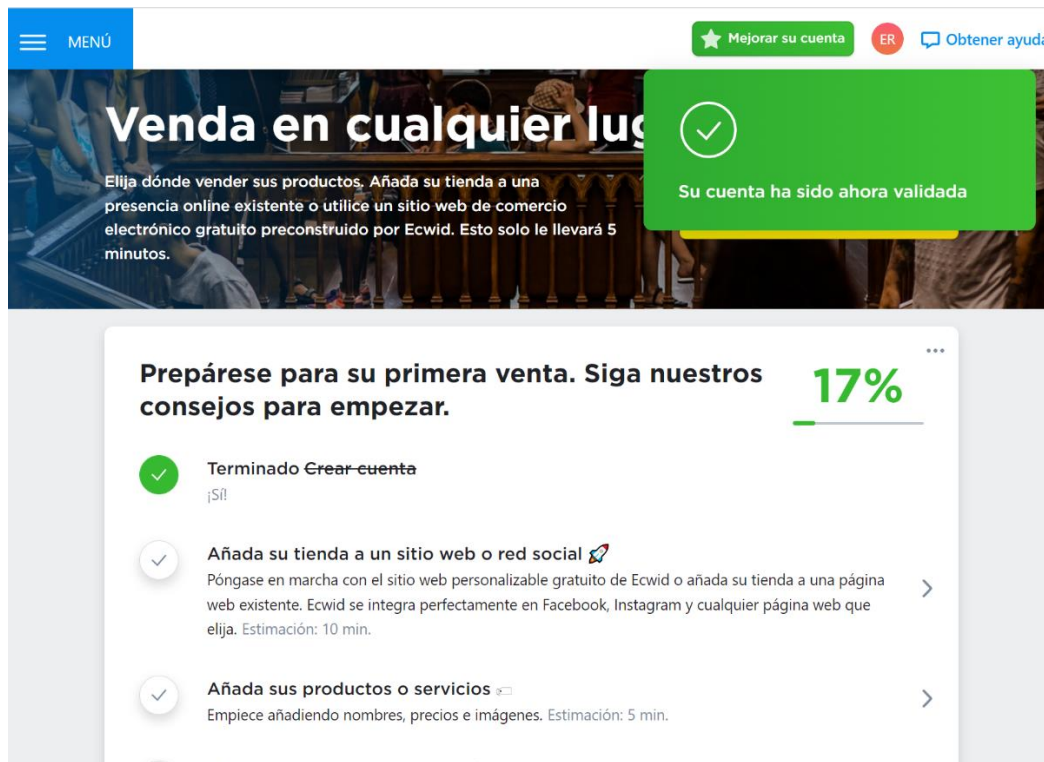 MENÚ
Mejorar su cuenta
ER
Obtener ayuda
Venda en cualquier
Elija dónde vender sus productos. Añada su tienda a una
presencia online existente o utilice un sitio web de comercio
electrónico gratuito preconstruido por Ecwid. Esto solo le llevará 5
minutos.
Su cuenta ha sido ahora validada
Prepárese para su primera venta. Siga nuestros
consejos para empezar.
17%
Terminado Crear cuenta
¡Sí!
Añada su tienda a un sitio web o red social 🚀
Póngase en marcha con el sitio web personalizable gratuito de Ecwid o añada su tienda a una página
web existente. Ecwid se integra perfectamente en Facebook, Instagram y cualquier página web que
elija. Estimación: 10 min.
Añada sus productos o servicios
Empiece añadiendo nombres, precios e imágenes. Estimación: 5 min.